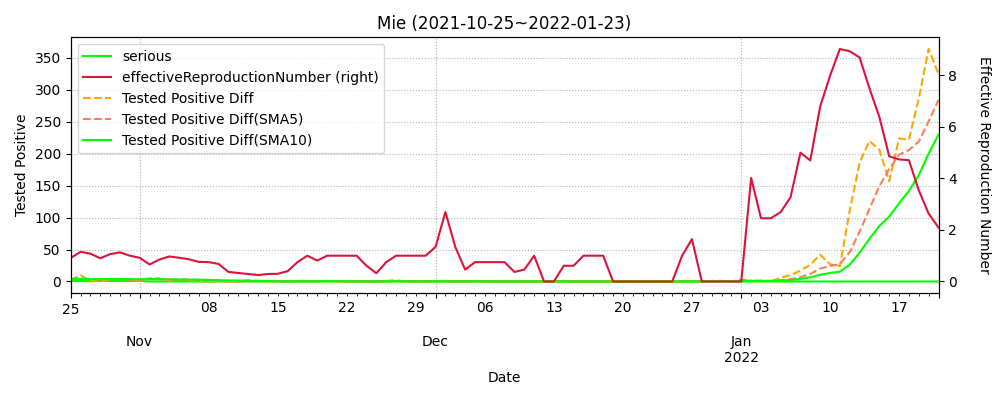 Mie (2021-10-25~2022-01-23)
serious
effectiveReproductionNumber (right)
Tested Positive Diff
Tested Positive Diff(SMA5)
Tested Positive Diff(SMA10)
Tested Positive
350
300
250
200
150
100
50
0
8
6
4
2
0
Effective Reproduction Number
25 08 15 22 29 06 13 20 27 03 10 17
Nov Dec Jan
2022
Date